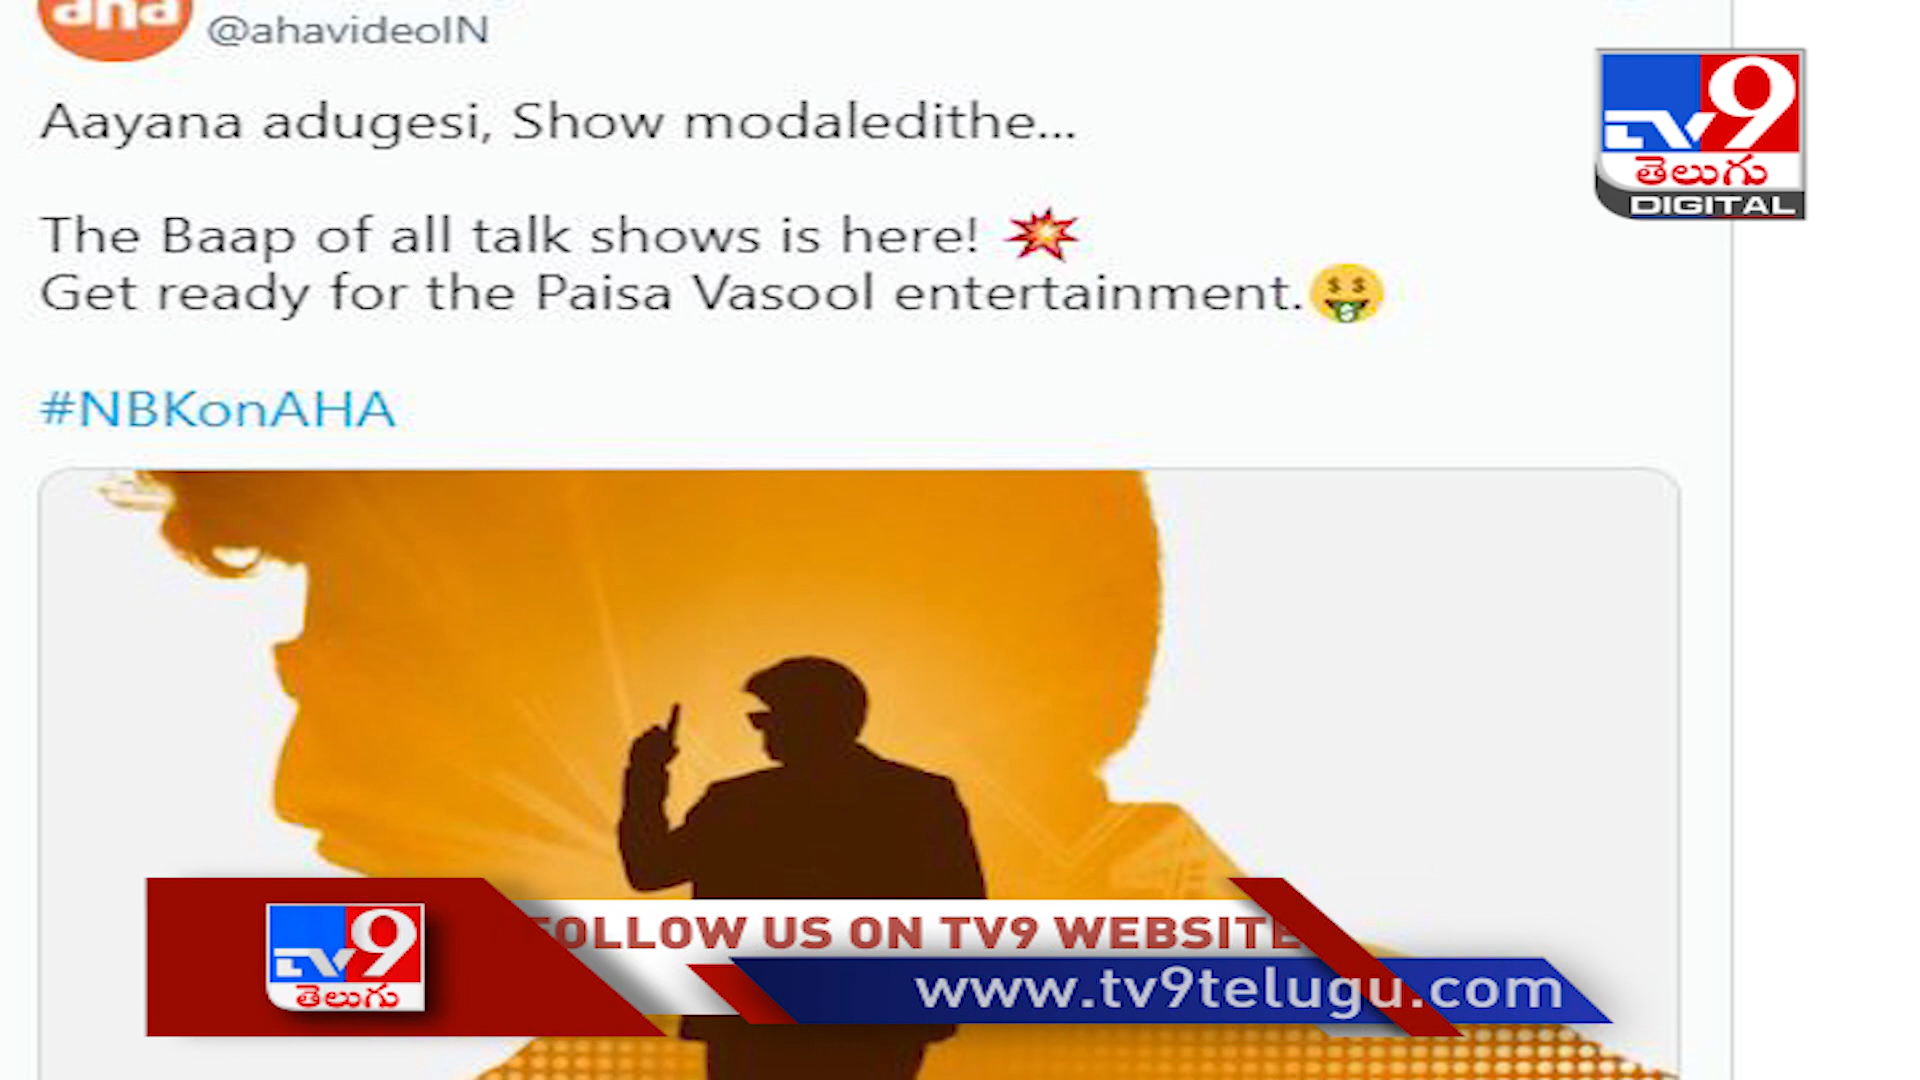 aha
@ahavideoIN
TV9
తెలుగు
DIGITAL
Aayana adugesi, Show modaledithe...
The Baap of all talk shows is here! 💥
Get ready for the Paisa Vasool entertainment.🤑
#NBKonAHA
TV9
తెలుగు
FOLLOW US ON TV9 WEBSITE
www.tv9telugu.com